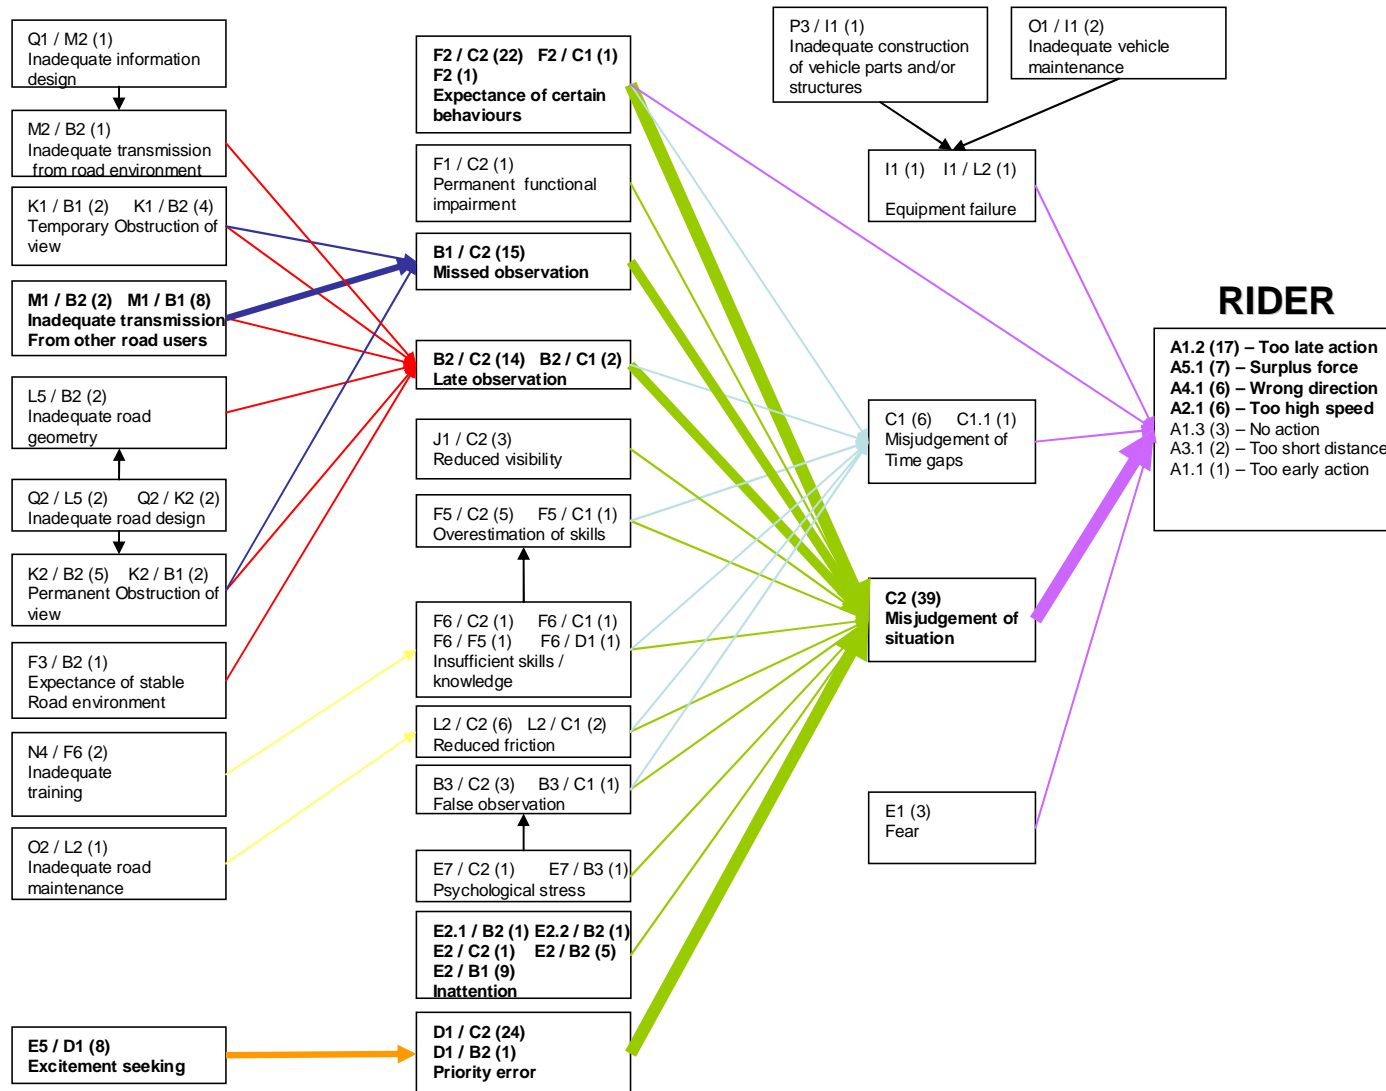 Q1 / M2 (1)
Inadequate information
design
M2 / B2 (1)
Inadequate transmission
from road environment
K1 / B1 (2) K1 / B2 (4)
Temporary Obstruction of
view
M1 / B2 (2) M1 / B1 (8)
Inadequate transmission
From other road users
L5 / B2 (2)
Inadequate road
geometry
Q2 / L5 (2) Q2 / K2 (2)
Inadequate road design
K2 / B2 (5) K2 / B1 (2)
Permanent Obstruction of
view
F3 / B2 (1)
Expectance of stable
Road environment
N4 / F6 (2)
Inadequate
training
O2 / L2 (1)
Inadequate road
maintenance
E5 / D1 (8)
Excitement seeking
F2 / C2 (22) F2 / C1 (1)
F2 (1)
Expectance of certain
behaviours
F1 / C2 (1)
Permanent functional
impairment
B1 / C2 (15)
Missed observation
B2 / C2 (14) B2 / C1 (2)
Late observation
J1 / C2 (3)
Reduced visibility
F5 / C2 (5) F5 / C1 (1)
Overestimation of skills
F6 / C2 (1) F6 / C1 (1)
F6 / F5 (1) F6 / D1 (1)
Insufficient skills /
knowledge
L2 / C2 (6) L2 / C1 (2)
Reduced friction
B3 / C2 (3) B3 / C1 (1)
False observation
E7 / C2 (1) E7 / B3 (1)
Psychological stress
E2.1 / B2 (1) E2.2 / B2 (1)
E2 / C2 (1) E2 / B2 (5)
E2 / B1 (9)
Inattention
D1 / C2 (24)
D1 / B2 (1)
Priority error
P3 / I1 (1)
Inadequate construction
of vehicle parts and/or
structures
O1 / I1 (2)
Inadequate vehicle
maintenance
I1 (1) I1 / L2 (1)
Equipment failure
C1 (6) C1.1 (1)
Misjudgement of
Time gaps
C2 (39)
Misjudgement of
situation
E1 (3)
Fear
RIDER
A1.2 (17) – Too late action
A5.1 (7) – Surplus force
A4.1 (6) – Wrong direction
A2.1 (6) – Too high speed
A1.3 (3) – No action
A3.1 (2) – Too short distance
A1.1 (1) – Too early action